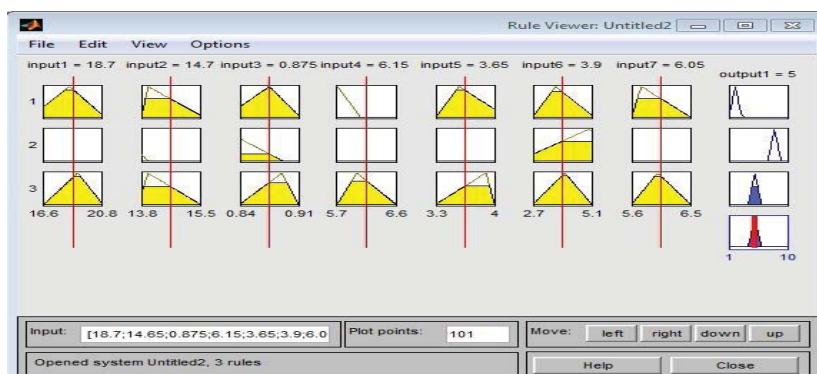 Rule Viewer: Untitled2
File Edit View Options
input1 = 18.7 input2 = 14.7 input3 = 0.875 input4 = 6.15 input5 = 3.65 input6 = 3.9 input7 = 6.05
output1 = 5
1
2
3
16.6 20.8 13.8 15.5 0.84 0.91 5.7 6.6 3.3 4 2.7 5.1 5.6 6.5
1 10
Input: [18.7;14.65;0.875;6.15;3.65;3.9;6.0 Plot points: 101 Move: left right down up
Opened system Untitled2, 3 rules Help Close